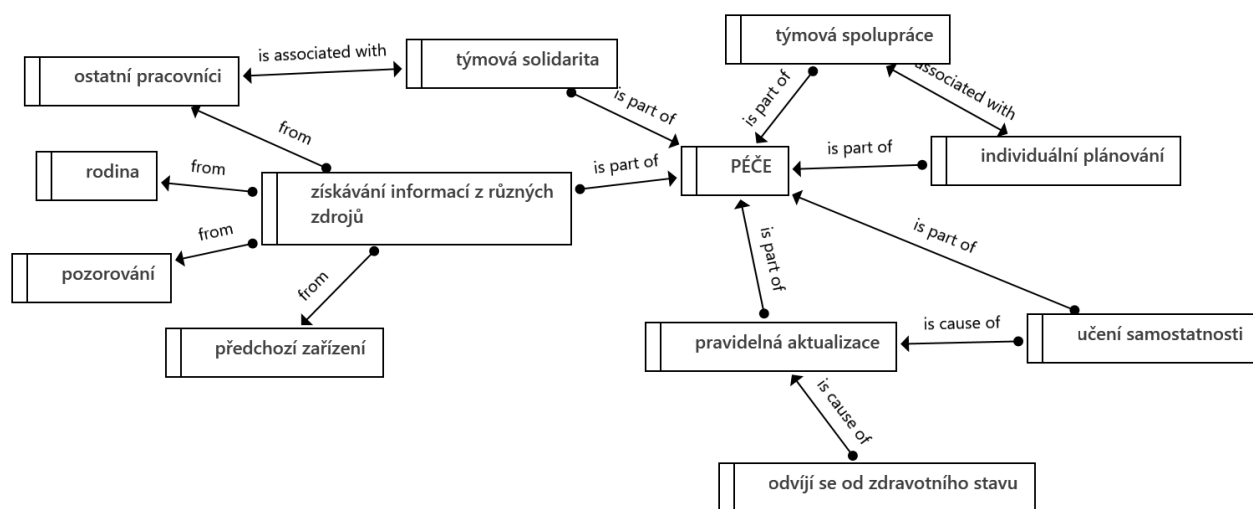 týmová spolupráce
týmová solidarita
is associated with
ostatní pracovníci
associated with
is part of
is part of
from
is part of
individuální plánování
PÉČE
is part of
rodina
from
získávání informací z různých
zdrojů
from
is part of
is part of
pozorování
from
učení samostatnosti
is cause of
pravidelná aktualizace
předchozí zařízení
is cause of
odvíjí se od zdravotního stavu